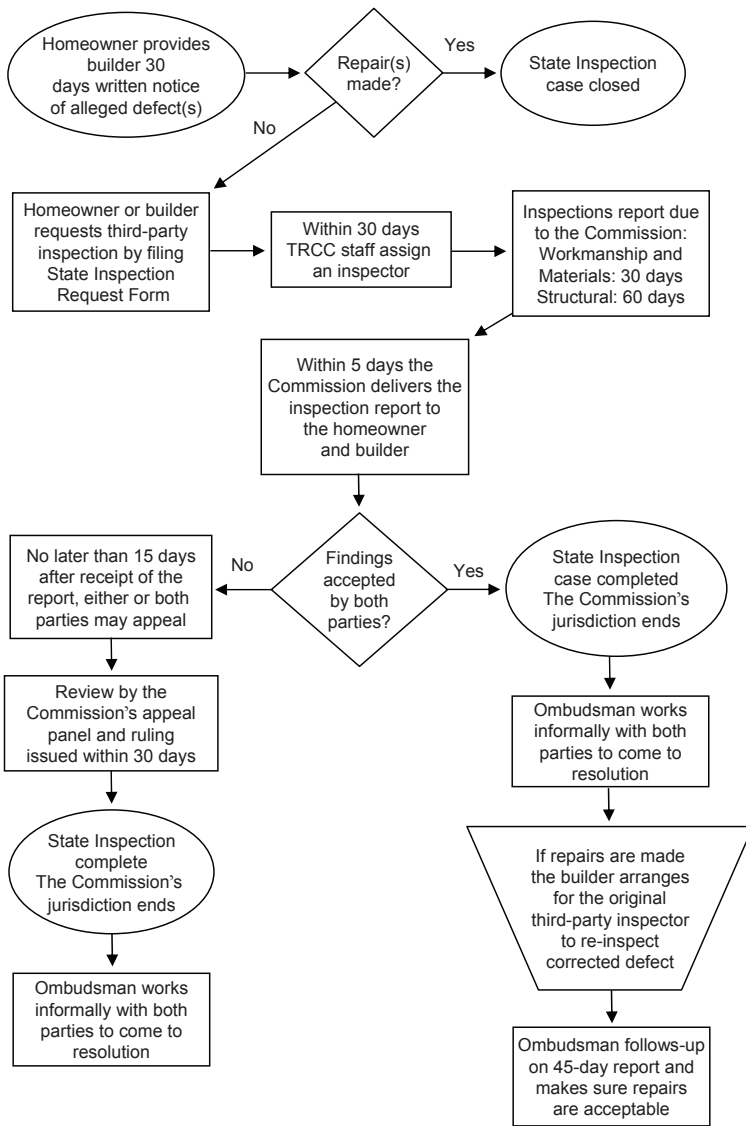 Homeowner provides
builder 30
days written notice
of alleged defect(s)
Repair(s)
made?
Yes
State Inspection
case closed
No
Homeowner or builder
requests third-party
inspection by filing
State Inspection
Request Form
Within 30 days
TRCC staff assign
an inspector
Inspections report due
to the Commission:
Workmanship and
Materials: 30 days
Structural: 60 days
Within 5 days the
Commission delivers the
inspection report to
the homeowner
and builder
Findings
accepted
by both
parties?
No
No later than 15 days
after receipt of the
report, either or both
parties may appeal
Review by the
Commission's appeal
panel and ruling
issued within 30 days
State Inspection
complete
The Commission's
jurisdiction ends
Ombudsman works
informally with both
parties to come to
resolution
Yes
State Inspection
case completed
The Commission's
jurisdiction ends
Ombudsman works
informally with both
parties to come to
resolution
If repairs are made
the builder arranges
for the original
third-party inspector
to re-inspect
corrected defect
Ombudsman follows-up
on 45-day report and
makes sure repairs
are acceptable